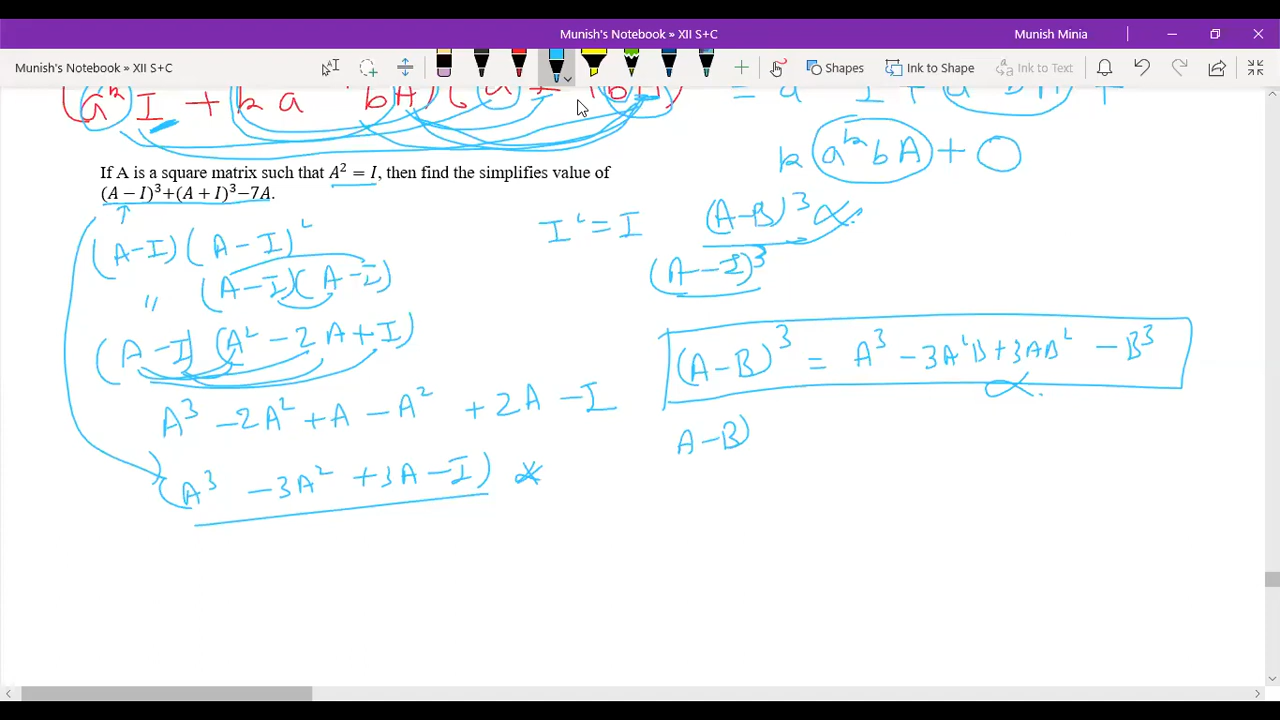 Munish's Notebook » XII S+C
Munish Minia
Munish's Notebook » XII S+C
Shapes
Ink to Shape
Ink to Text
k (a^k b A) + 0
If A is a square matrix such that A² = I, then find the simplifies value of
(A − I)³+(A + I)³−7A.
(A−I)(A−I)²
I² = I
(A−B)³
(A−I)³
" (A−I)(A−I)
(A−I)(A²−2A+I)
(A−B)³ = A³ −3A²B+3AB² −B³
A³ −2A² +A −A² +2A −I
A−B)
(A³ −3A² +3A −I)